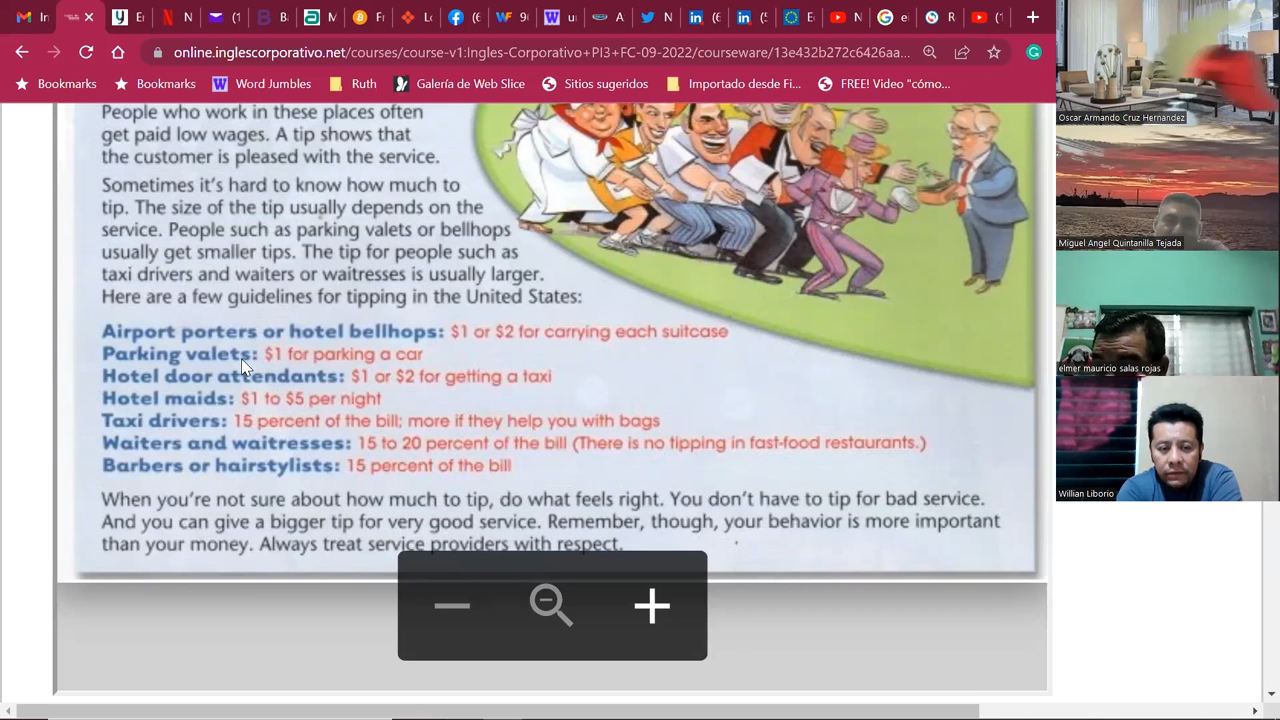 In
N
(1
Ba
M
B
Fr
Lo
(6
9
u
A
N
(6
(5
E
N
e
R
(1
online.inglescorporativo.net/courses/course-v1:Ingles-Corporativo+PI3+FC-09-2022/courseware/13e432b272c6426aa...
Bookmarks Bookmarks Word Jumbles Ruth Galería de Web Slice Sitios sugeridos Importado desde Fi... FREE! Video "cómo...
People who work in these places often
get paid low wages. A tip shows that
the customer is pleased with the service.
Sometimes it's hard to know how much to
tip. The size of the tip usually depends on the
service. People such as parking valets or bellhops
usually get smaller tips. The tip for people such as
taxi drivers and waiters or waitresses is usually larger.
Here are a few guidelines for tipping in the United States:
Airport porters or hotel bellhops: $1 or $2 for carrying each suitcase
Parking valets: $1 for parking a car
Hotel door attendants: $1 or $2 for getting a taxi
Hotel maids: $1 to $5 per night
Taxi drivers: 15 percent of the bill; more if they help you with bags
Waiters and waitresses: 15 to 20 percent of the bill (There is no tipping in fast-food restaurants.)
Barbers or hairstylists: 15 percent of the bill
When you're not sure about how much to tip, do what feels right. You don't have to tip for bad service.
And you can give a bigger tip for very good service. Remember, though, your behavior is more important
than your money. Always treat service providers with respect.
Oscar Armando Cruz Hernandez
Miguel Angel Quintanilla Tejada
elmer mauricio salas rojas
Willian Liborio